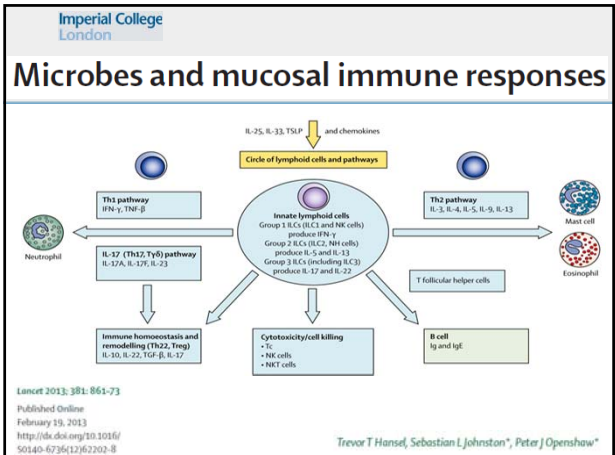 Imperial College
London
Microbes and mucosal immune responses
IL-25, IL-33, TSLP and chemokines
Circle of lymphoid cells and pathways
Th1 pathway
IFN-γ, TNF-β
Innate lymphoid cells
Group 1 ILCs (ILC1 and NK cells)
produce IFN-γ
Group 2 ILCs (ILC2, NH cells)
produce IL-5 and IL-13
Group 3 ILCs (including ILC3)
produce IL-17 and IL-22
Th2 pathway
IL-3, IL-4, IL-5, IL-9, IL-13
Mast cell
Eosinophil
Neutrophil
IL-17 (Th17, Tγδ) pathway
IL-17A, IL-17F, IL-23
T follicular helper cells
Immune homoeostasis and
remodelling (Th22, Treg)
IL-10, IL-22, TGF-β, IL-17
Cytotoxicity/cell killing
• Tc
• NK cells
• NKT cells
B cell
Ig and IgE
Lancet 2013; 381: 861-73
Published Online
February 19, 2013
http://dx.doi.org/10.1016/
S0140-6736(12)62202-8
Trevor T Hansel, Sebastian L Johnston*, Peter J Openshaw*